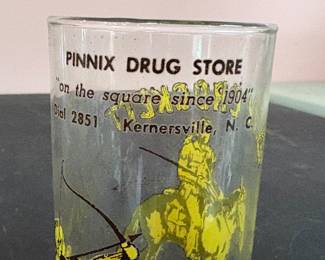 PINNIX DRUG STORE
"on the square since 1904"
Dial 2851 Kernersville, N. C.